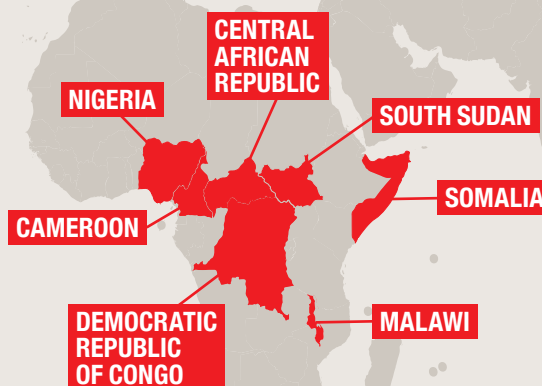 CENTRAL
AFRICAN
REPUBLIC
NIGERIA
SOUTH SUDAN
SOMALIA
CAMEROON
DEMOCRATIC
REPUBLIC
OF CONGO
MALAWI